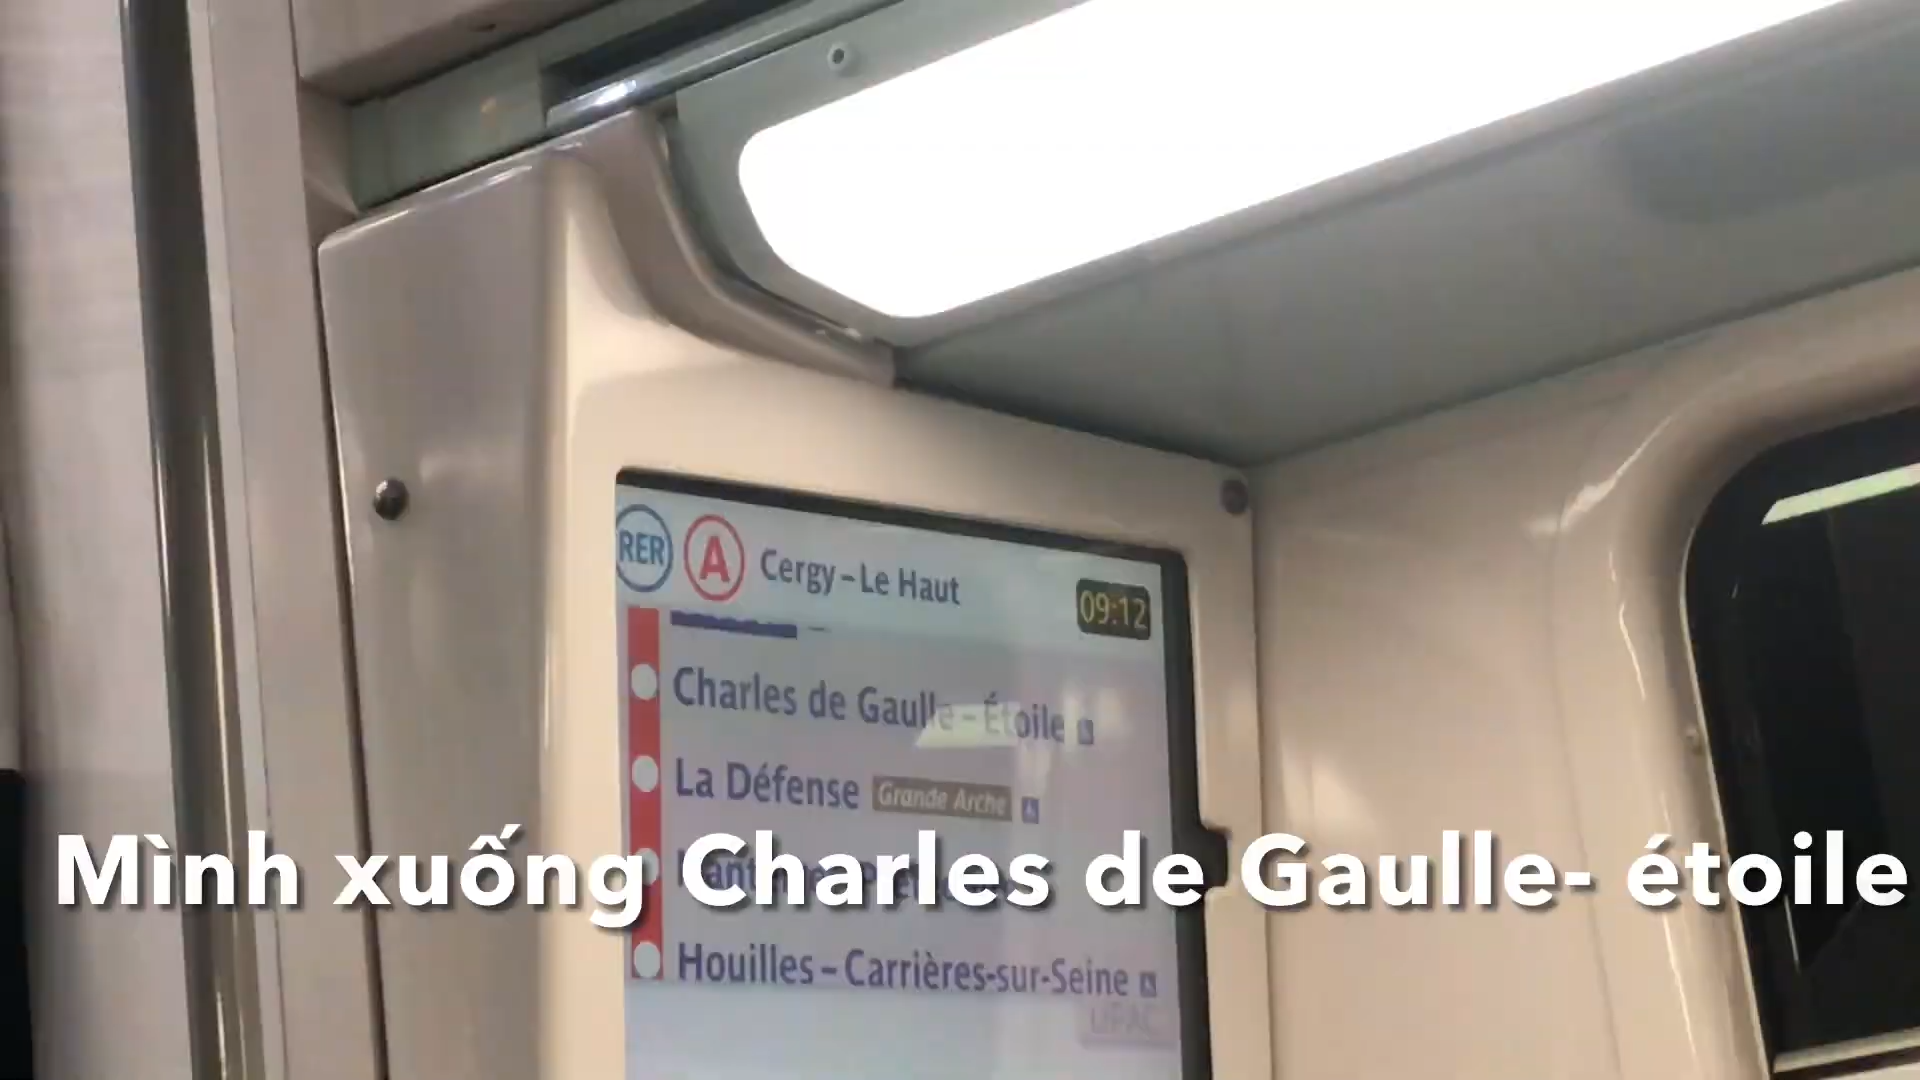 RER A Cergy – Le Haut
09:12
Charles de Gaulle – Étoile
La Défense Grande Arche
Mình xuống Charles de Gaulle- étoile
Houilles – Carrières-sur-Seine